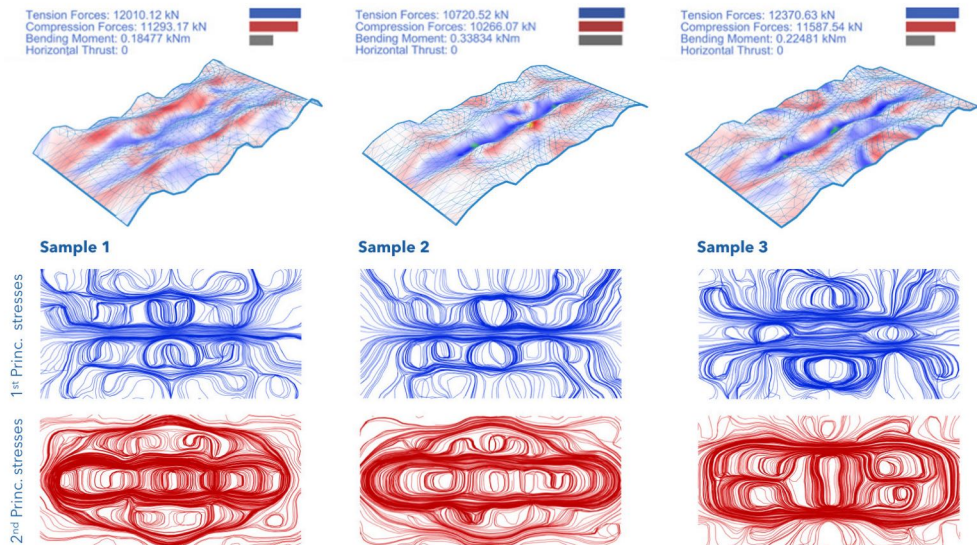 Tension Forces: 12010.12 kN
Compression Forces: 11293.17 kN
Bending Moment: 0.18477 kNm
Horizontal Thrust: 0
Tension Forces: 10720.52 kN
Compression Forces: 10266.07 kN
Bending Moment: 0.33834 kNm
Horizontal Thrust: 0
Tension Forces: 12370.63 kN
Compression Forces: 11587.54 kN
Bending Moment: 0.22481 kNm
Horizontal Thrust: 0
Sample 1
Sample 2
Sample 3
1st Princ. stresses
2nd Princ. stresses